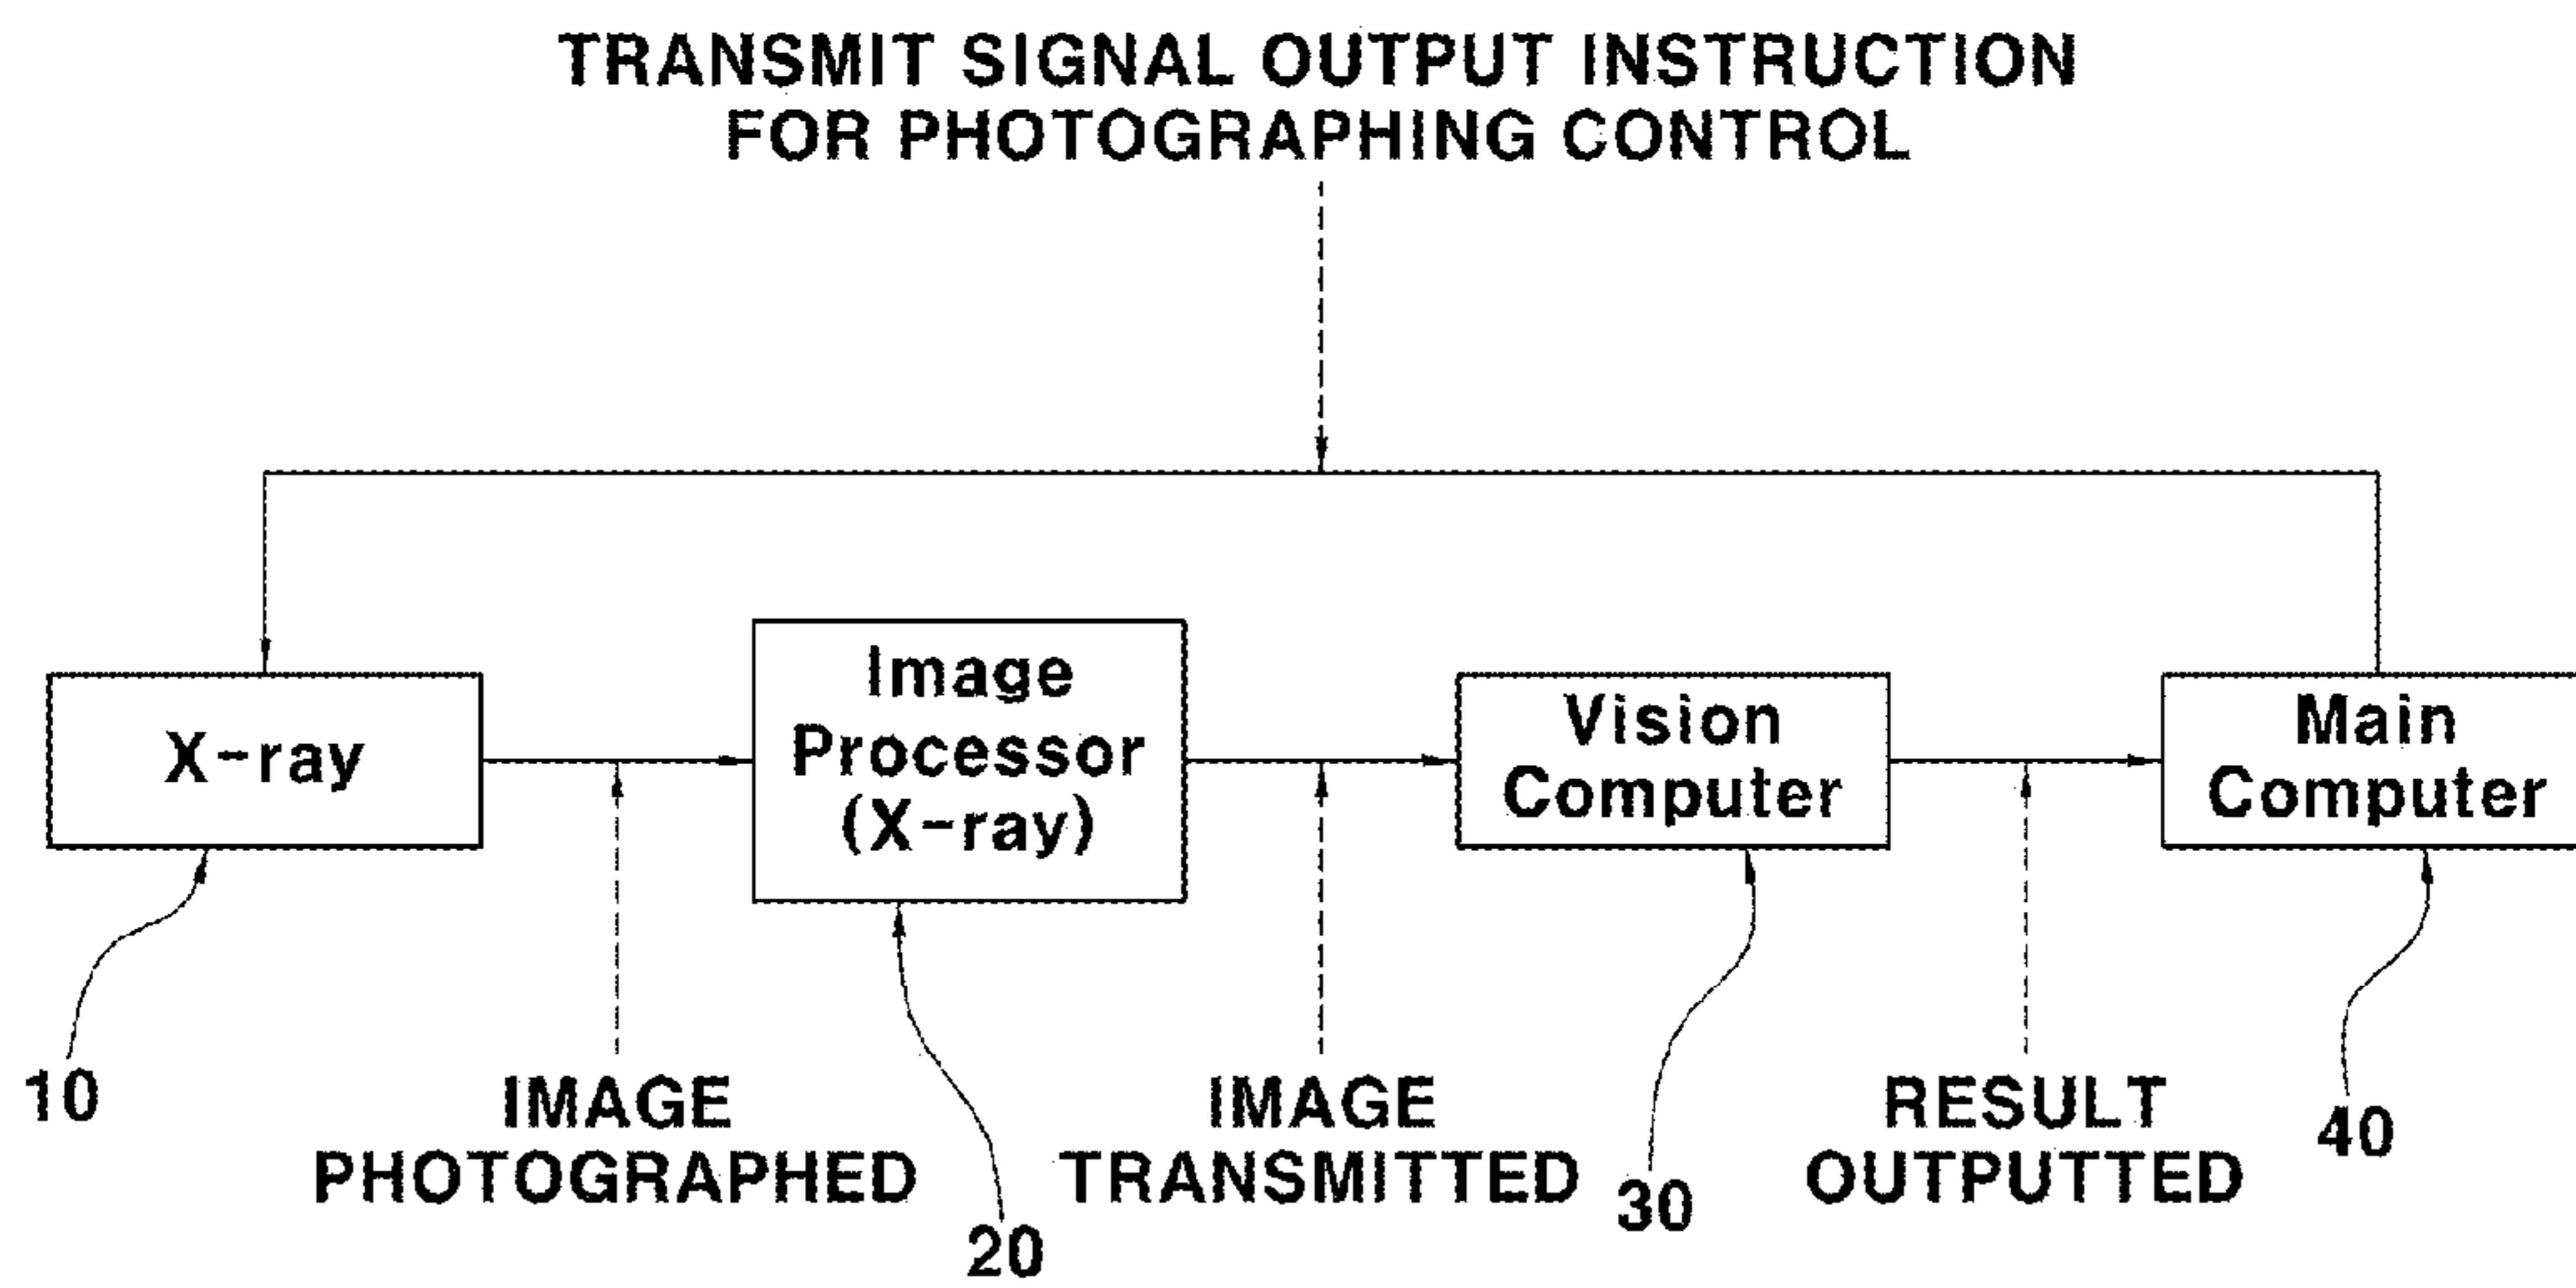 TRANSMIT SIGNAL OUTPUT INSTRUCTION
FOR PHOTOGRAPHING CONTROL
X-ray
Image
Processor
(X-ray)
Vision
Computer
Main
Computer
10
IMAGE
PHOTOGRAPHED
20
IMAGE
TRANSMITTED
30
RESULT
OUTPUTTED
40